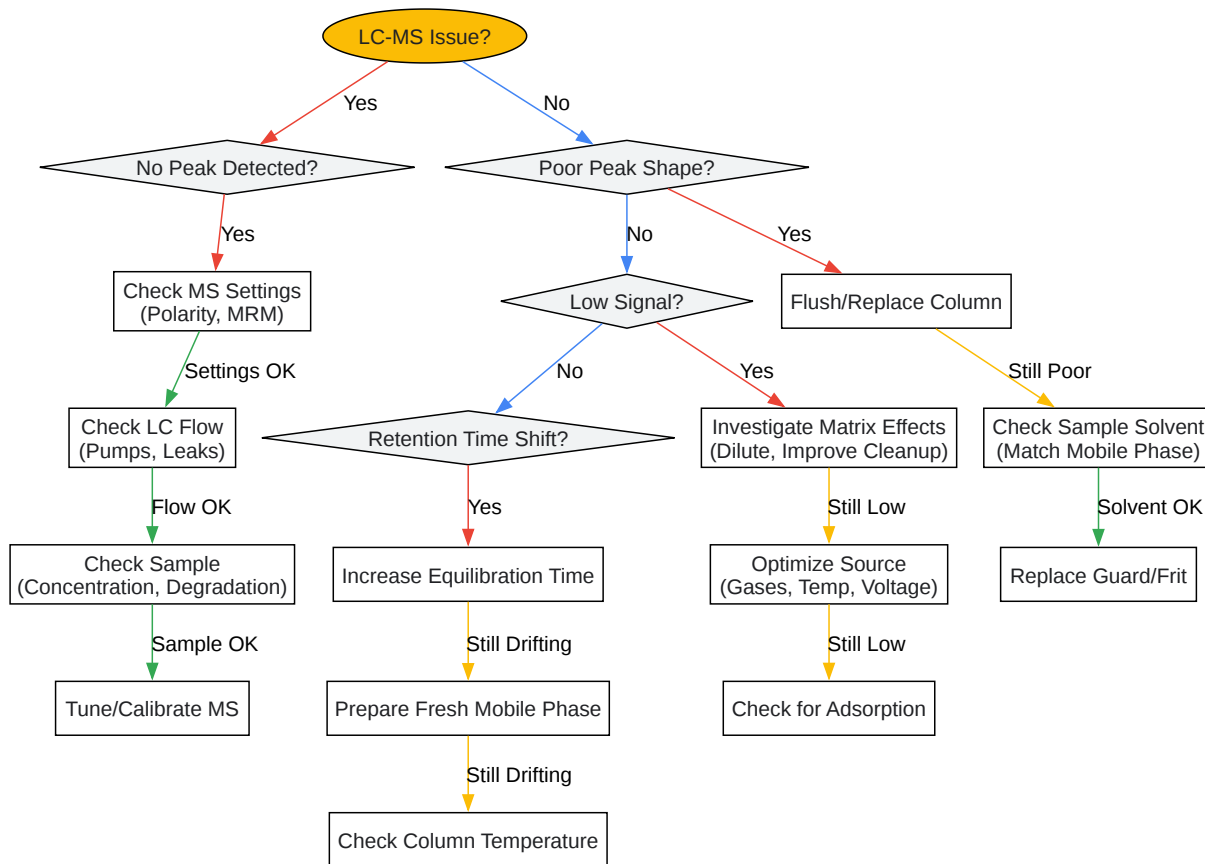 LC-MS Issue?
Yes
No
No Peak Detected?
Poor Peak Shape?
Yes
No
Yes
Check MS Settings
(Polarity, MRM)
Low Signal?
Flush/Replace Column
Settings OK
No
Yes
Still Poor
Check LC Flow
(Pumps, Leaks)
Retention Time Shift?
Investigate Matrix Effects
(Dilute, Improve Cleanup)
Check Sample Solvent
(Match Mobile Phase)
Flow OK
Yes
Still Low
Solvent OK
Check Sample
(Concentration, Degradation)
Increase Equilibration Time
Optimize Source
(Gases, Temp, Voltage)
Replace Guard/Frit
Sample OK
Still Drifting
Still Low
Tune/Calibrate MS
Prepare Fresh Mobile Phase
Check for Adsorption
Still Drifting
Check Column Temperature